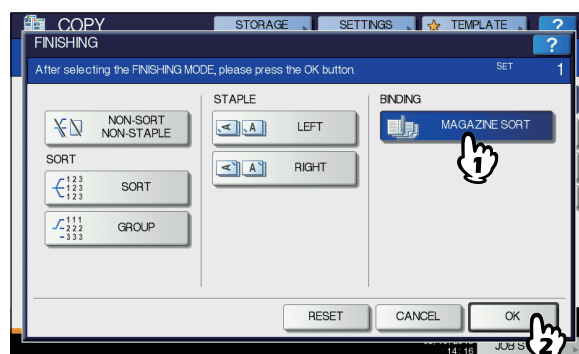 COPY STORAGE SETTINGS TEMPLATE ?
FINISHING ?
After selecting the FINISHING MODE, please press the OK button. SET 1
NON-SORT
NON-STAPLE
SORT
123
123
123
SORT
111
222
333
GROUP
STAPLE
A A LEFT
A A RIGHT
BINDING
MAGAZINE SORT
1
RESET CANCEL OK
2
14:16 JOB S